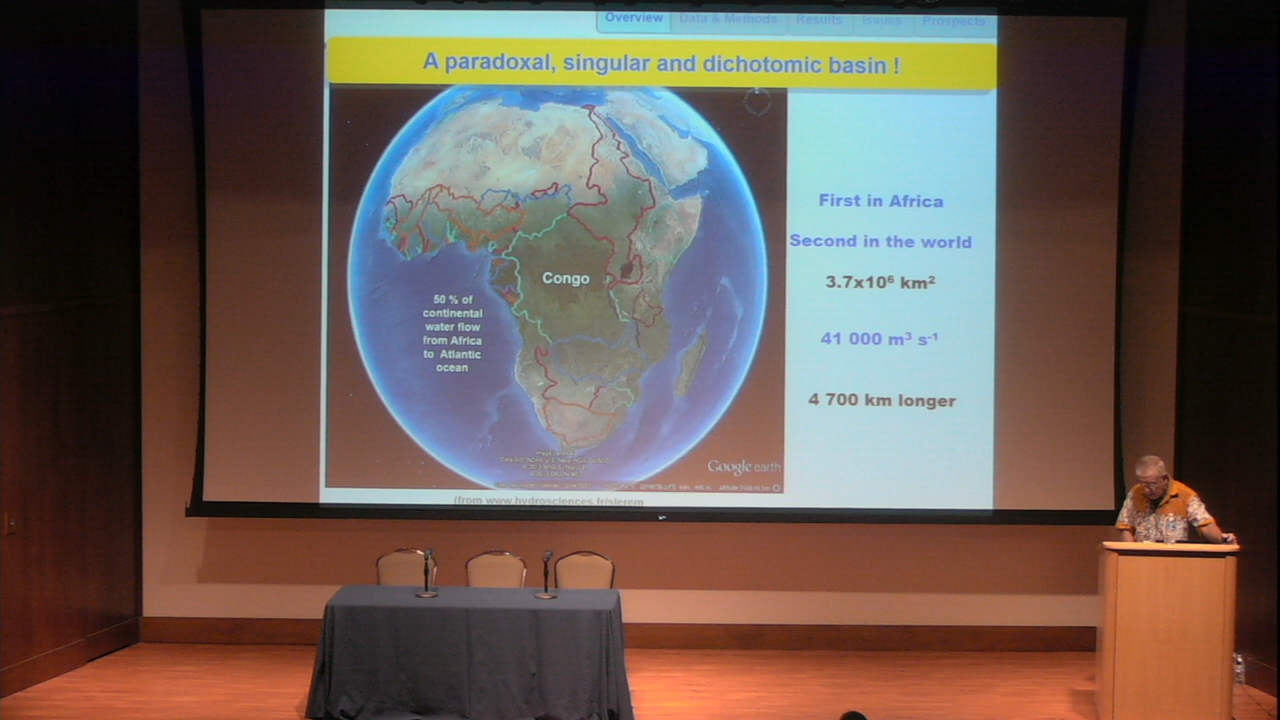 Overview Data & Methods Results Issues Prospects
A paradoxal, singular and dichotomic basin !
Congo
50 % of
continental
water flow
from Africa
to Atlantic
ocean
Google earth
First in Africa
Second in the world
3.7x10⁶ km²
41 000 m³ s⁻¹
4 700 km longer
(from www.hydrosciences.fr/sierem